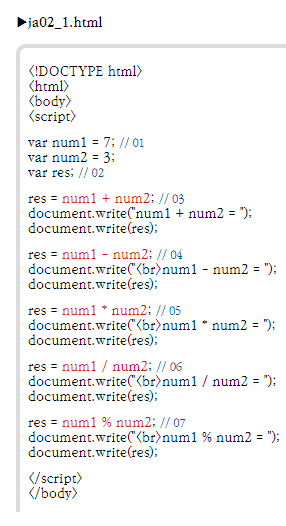 ▶ja02_1.html
<!DOCTYPE html>
<html>
<body>
<script>
var num1 = 7; // 01
var num2 = 3;
var res; // 02
res = num1 + num2; // 03
document.write("num1 + num2 = ");
document.write(res);
res = num1 - num2; // 04
document.write("<br>num1 - num2 = ");
document.write(res);
res = num1 * num2; // 05
document.write("<br>num1 * num2 = ");
document.write(res);
res = num1 / num2; // 06
document.write("<br>num1 / num2 = ");
document.write(res);
res = num1 % num2; // 07
document.write("<br>num1 % num2 = ");
document.write(res);
</script>
</body>